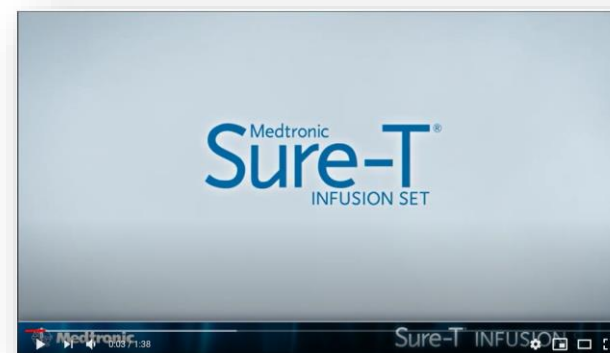 Medtronic
Sure-T®
INFUSION SET
Medtronic
0:03 / 1:38
Sure-T INFUSION